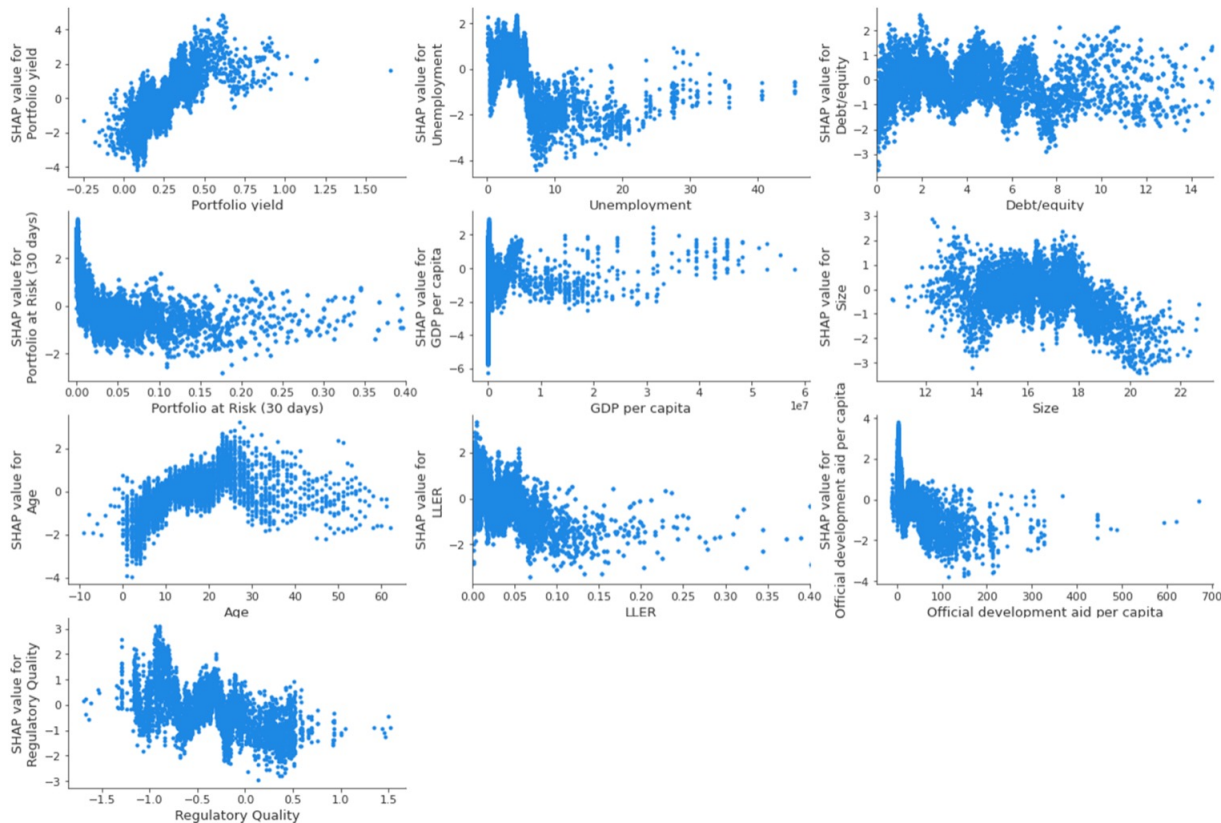 SHAP value for
Portfolio yield
4
2
0
−2
−4
−0.25 0.00 0.25 0.50 0.75 1.00 1.25 1.50
Portfolio yield
SHAP value for
Unemployment
2
0
−2
−4
0 10 20 30 40
Unemployment
SHAP value for
Debt/equity
2
1
0
−1
−2
−3
0 2 4 6 8 10 12 14
Debt/equity
SHAP value for
Portfolio at Risk (30 days)
2
0
−2
0.00 0.05 0.10 0.15 0.20 0.25 0.30 0.35 0.40
Portfolio at Risk (30 days)
SHAP value for
GDP per capita
2
0
−2
−4
−6
0 1 2 3 4 5 6
1e7
GDP per capita
SHAP value for
Size
3
2
1
0
−1
−2
−3
12 14 16 18 20 22
Size
SHAP value for
Age
2
0
−2
−4
−10 0 10 20 30 40 50 60
Age
SHAP value for
LLER
2
0
−2
0.00 0.05 0.10 0.15 0.20 0.25 0.30 0.35 0.40
LLER
SHAP value for
Official development aid per capita
4
2
0
−2
−4
0 100 200 300 400 500 600 700
Official development aid per capita
SHAP value for
Regulatory Quality
3
2
1
0
−1
−2
−3
−1.5 −1.0 −0.5 0.0 0.5 1.0 1.5
Regulatory Quality